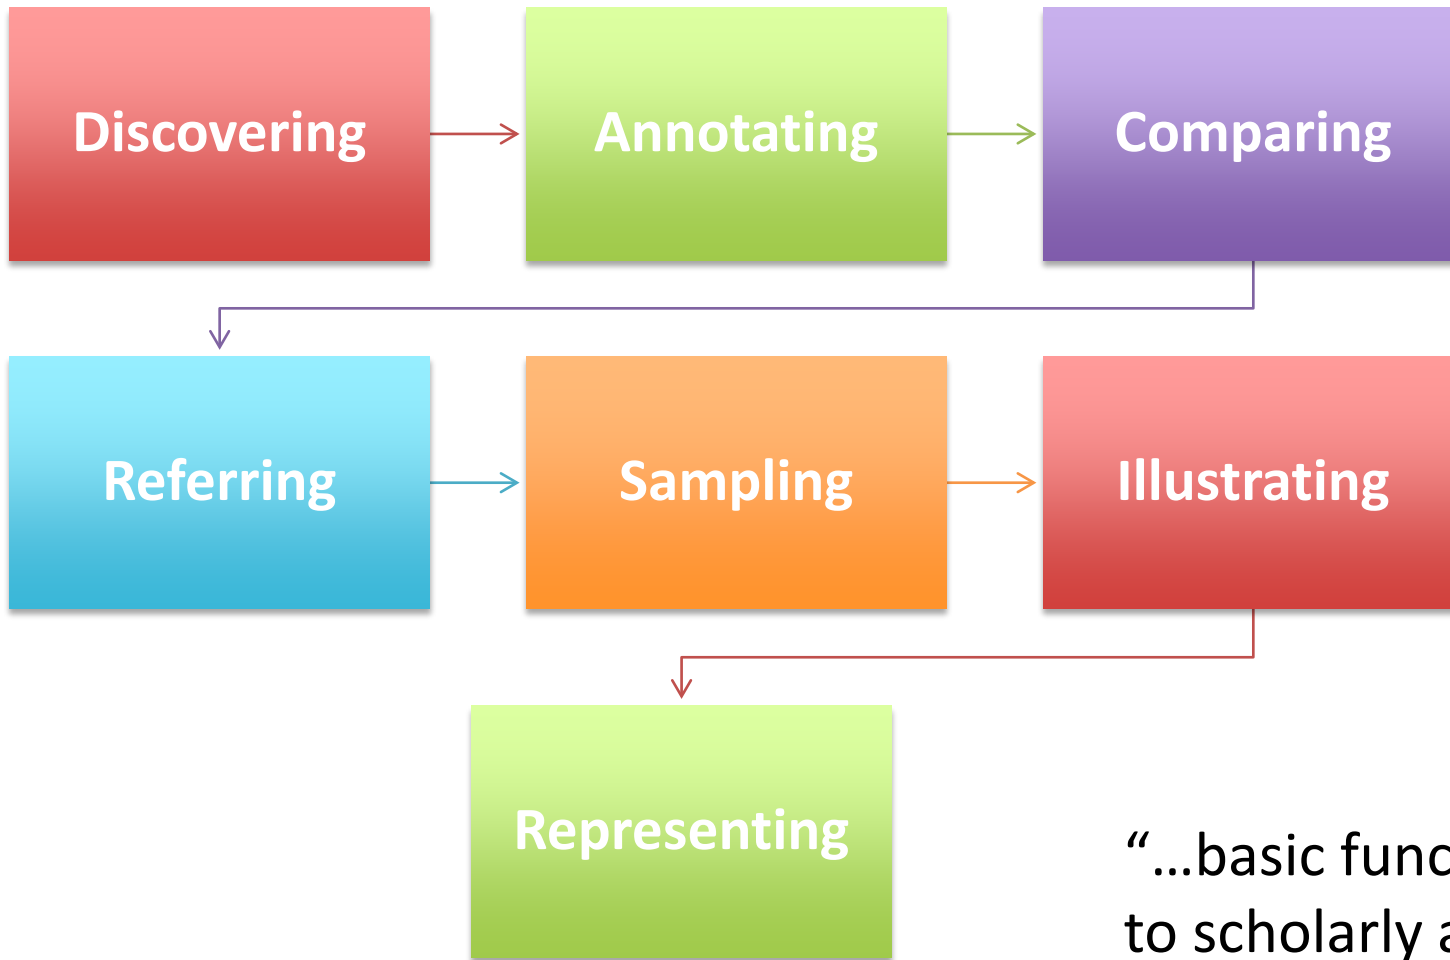 Discovering
Annotating
Comparing
Referring
Sampling
Illustrating
Representing
“…basic func
to scholarly a